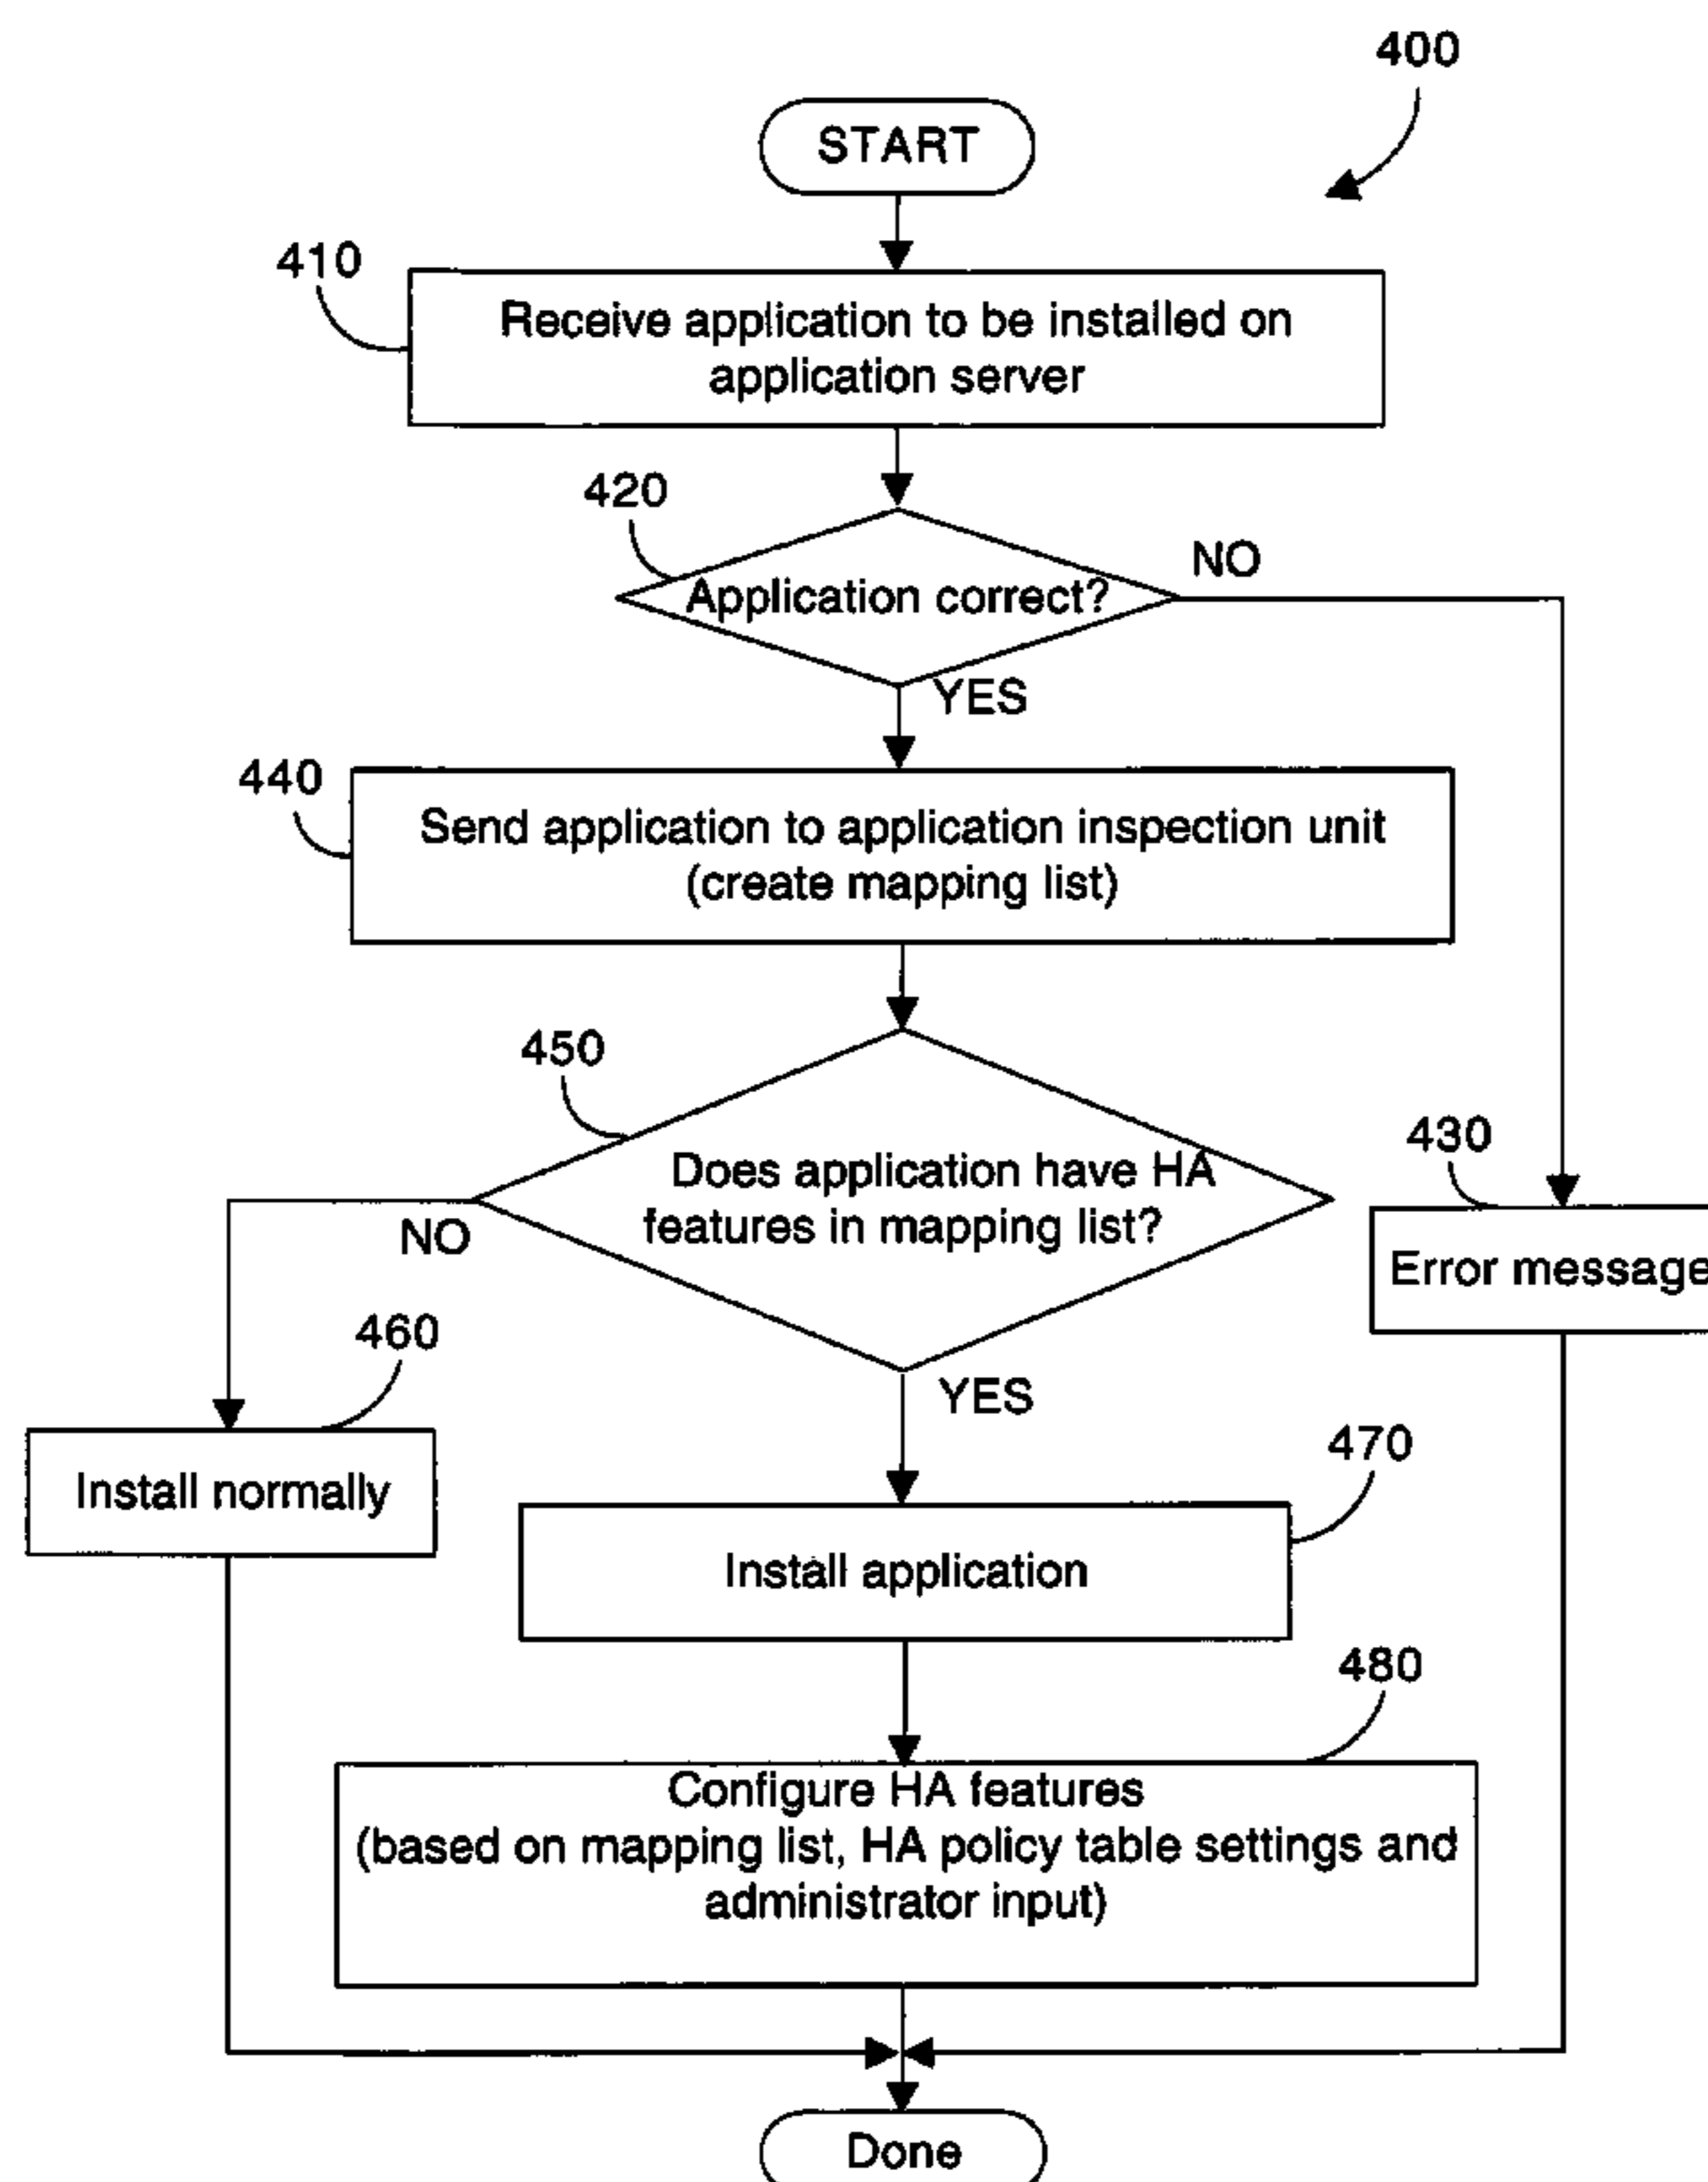 400
START
410
Receive application to be installed on
application server
420
Application correct?
NO
YES
440
Send application to application inspection unit
(create mapping list)
450
Does application have HA
features in mapping list?
NO
430
Error message
460
YES
Install normally
470
Install application
480
Configure HA features
(based on mapping list, HA policy table settings and
administrator input)
Done